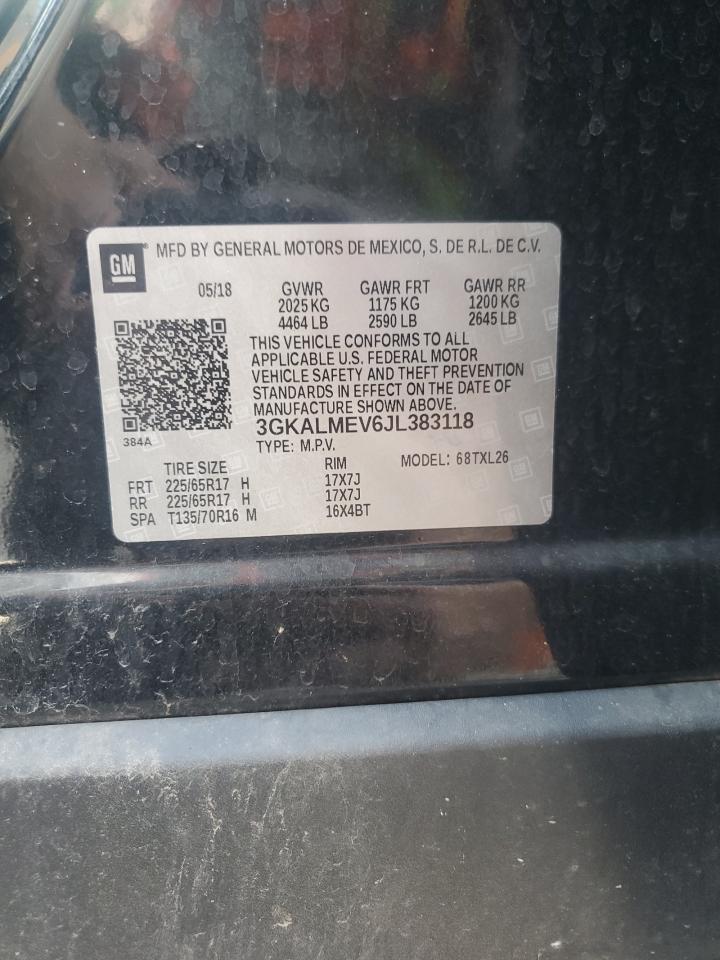 GM MFD BY GENERAL MOTORS DE MEXICO, S. DE R.L. DE C.V.
05/18 GVWR GAWR FRT GAWR RR
2025 KG 1175 KG 1200 KG
4464 LB 2590 LB 2645 LB
THIS VEHICLE CONFORMS TO ALL
APPLICABLE U.S. FEDERAL MOTOR
VEHICLE SAFETY AND THEFT PREVENTION
STANDARDS IN EFFECT ON THE DATE OF
MANUFACTURE SHOWN ABOVE.
384A
3GKALMEV6JL383118
TYPE: M.P.V. MODEL: 68TXL26
TIRE SIZE RIM
FRT 225/65R17 H 17X7J
RR 225/65R17 H 17X7J
SPA T135/70R16 M 16X4BT